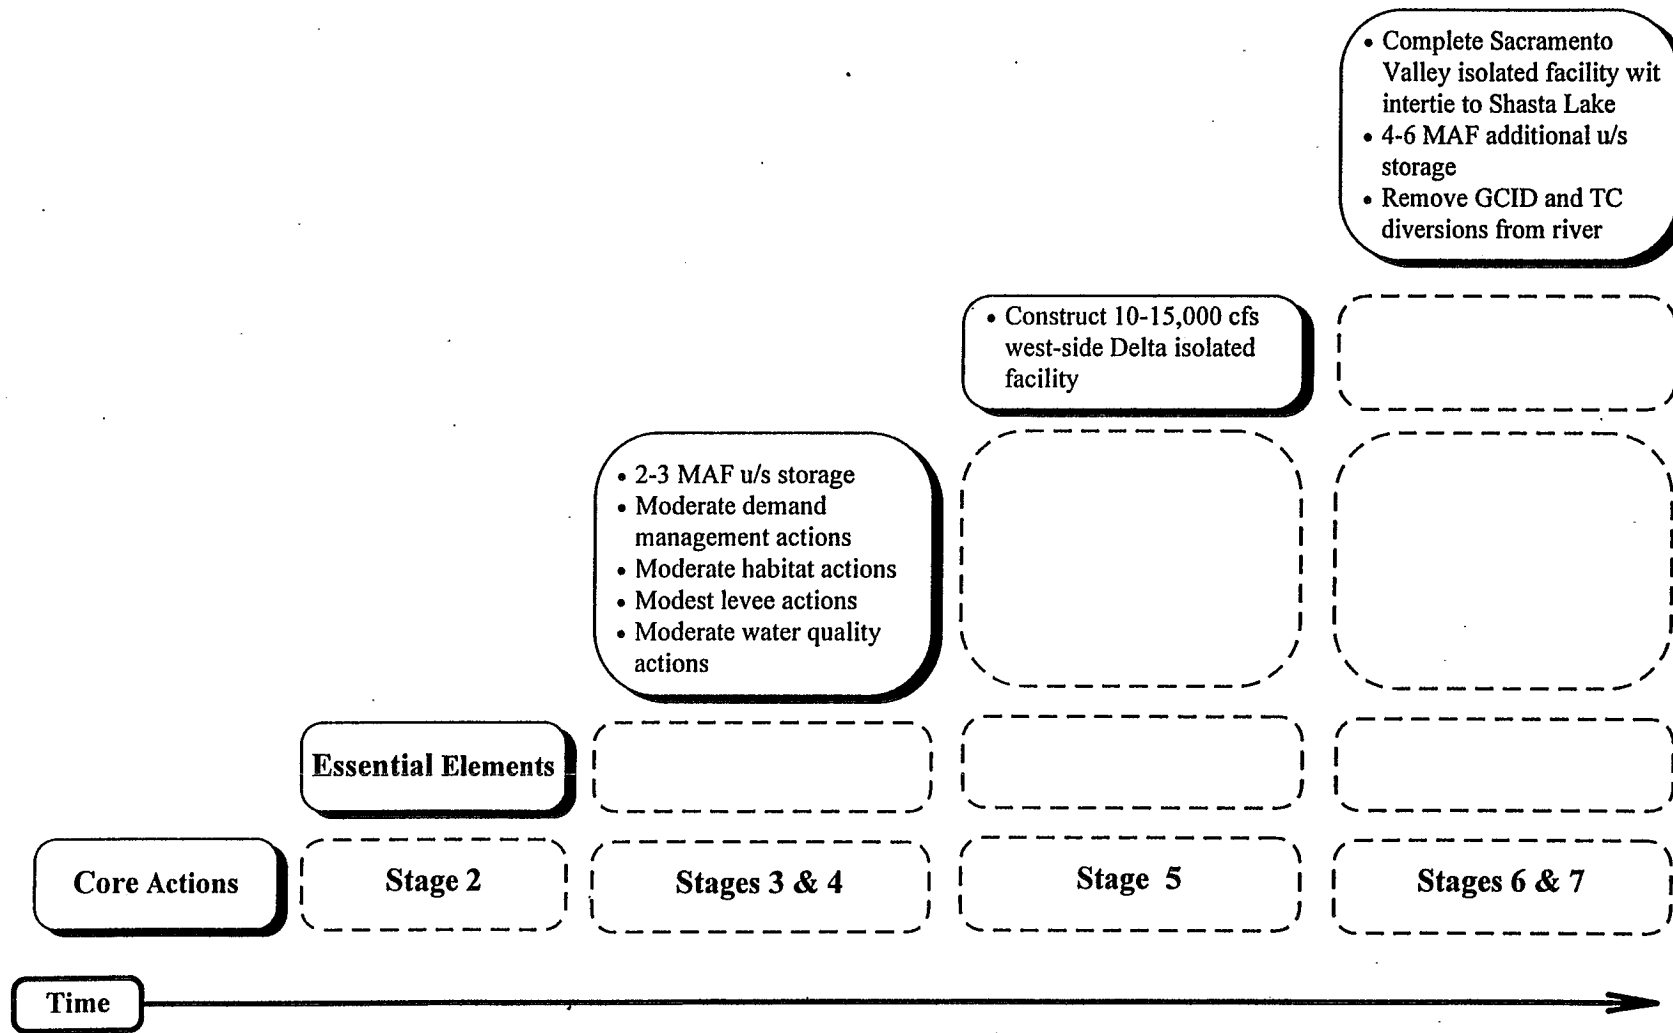 • Complete Sacramento
Valley isolated facility wit
intertie to Shasta Lake
• 4-6 MAF additional u/s
storage
• Remove GCID and TC
diversions from river
• Construct 10-15,000 cfs
west-side Delta isolated
facility
• 2-3 MAF u/s storage
• Moderate demand
management actions
• Moderate habitat actions
• Modest levee actions
• Moderate water quality
actions
Essential Elements
Core Actions
Stage 2
Stages 3 & 4
Stage 5
Stages 6 & 7
Time